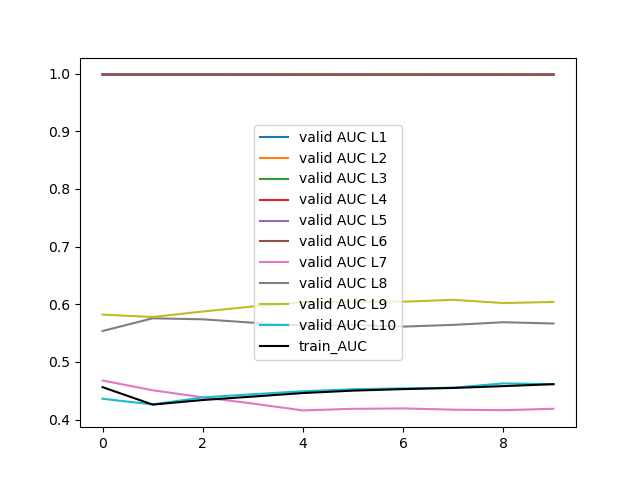 1.0
0.9
0.8
0.7
0.6
0.5
0.4
0 2 4 6 8
valid AUC L1
valid AUC L2
valid AUC L3
valid AUC L4
valid AUC L5
valid AUC L6
valid AUC L7
valid AUC L8
valid AUC L9
valid AUC L10
train_AUC